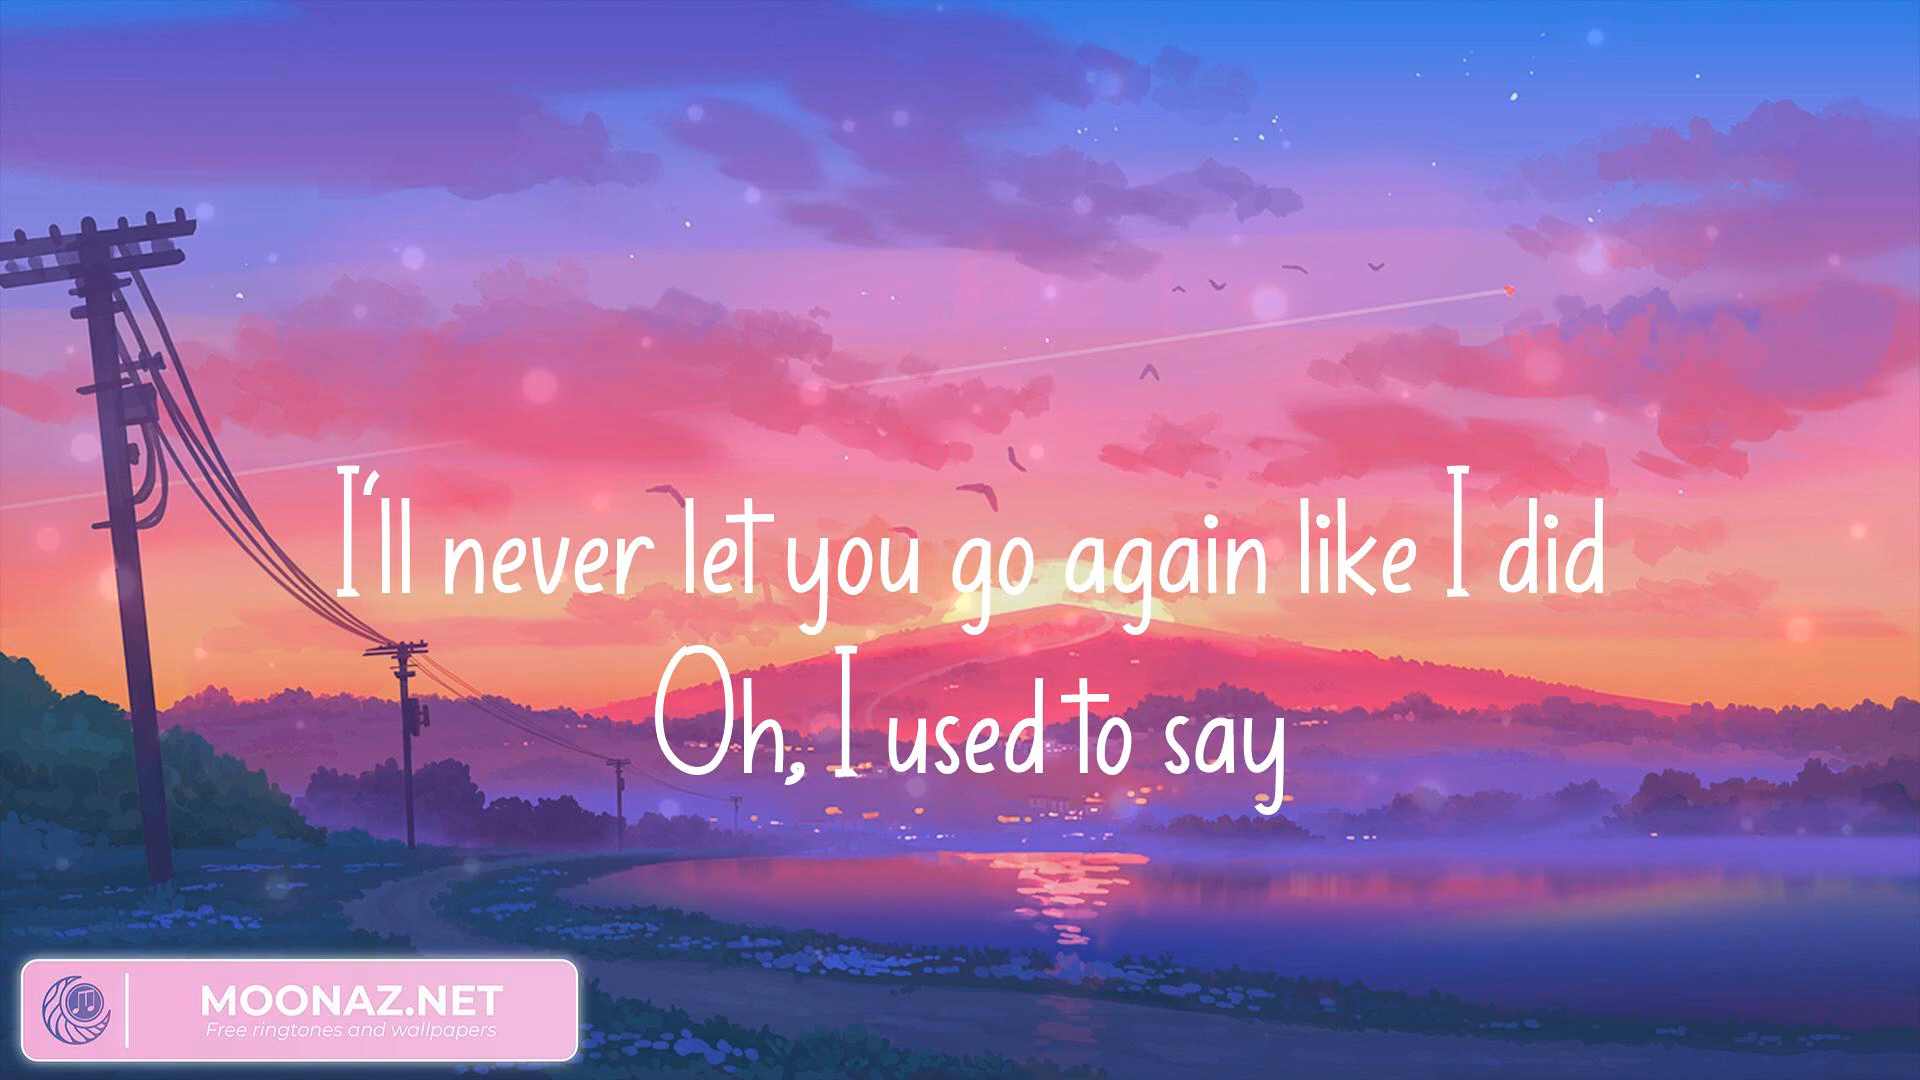 I'll never let you go again like I did
Oh, I used to say
MOONAZ.NET
Free ringtones and wallpapers